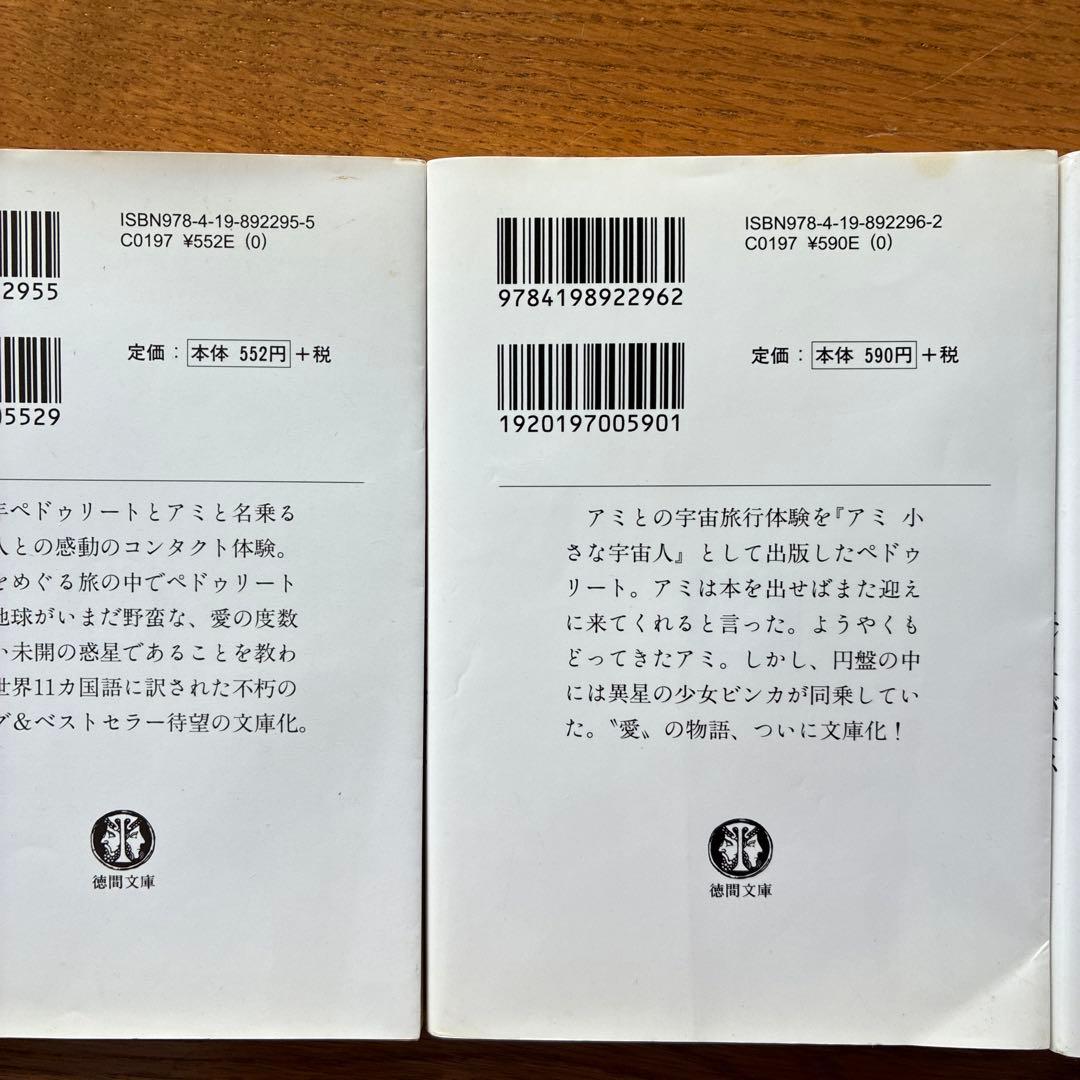 ISBN978-4-19-892295-5
C0197 ¥552E (0)
2955
定価：本体 552円＋税
05529
年ペドゥリートとアミと名乗る
人との感動のコンタクト体験。
をめぐる旅の中でペドゥリート
地球がいまだ野蛮な、愛の度数
い未開の惑星であることを教わ
世界11カ国語に訳された不朽の
グ＆ベストセラー待望の文庫化。
徳間文庫
ISBN978-4-19-892296-2
C0197 ¥590E (0)
9784198922962
定価：本体 590円＋税
1920197005901
アミとの宇宙旅行体験を『アミ 小
さな宇宙人』として出版したペドゥ
リート。アミは本を出せばまた迎え
に来てくれると言った。ようやくも
どってきたアミ。しかし、円盤の中
には異星の少女ビンカが同乗してい
た。〝愛〟の物語、ついに文庫化！
徳間文庫